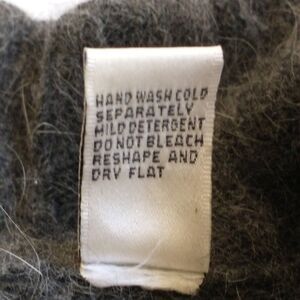 HAND WASH COLD
SEPARATELY
MILD DETERGENT
DO NOT BLEACH
RESHAPE AND
DRY FLAT